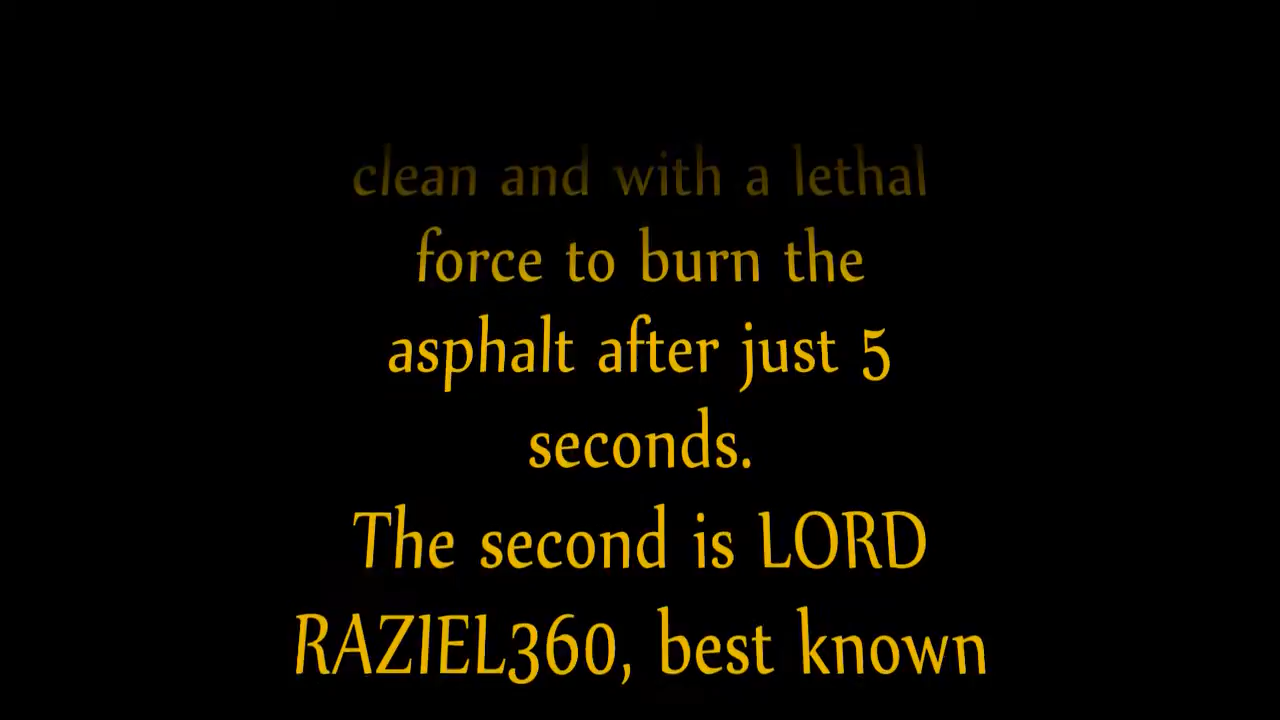 clean and with a lethal
force to burn the
asphalt after just 5
seconds.
The second is LORD
RAZIEL360, best known